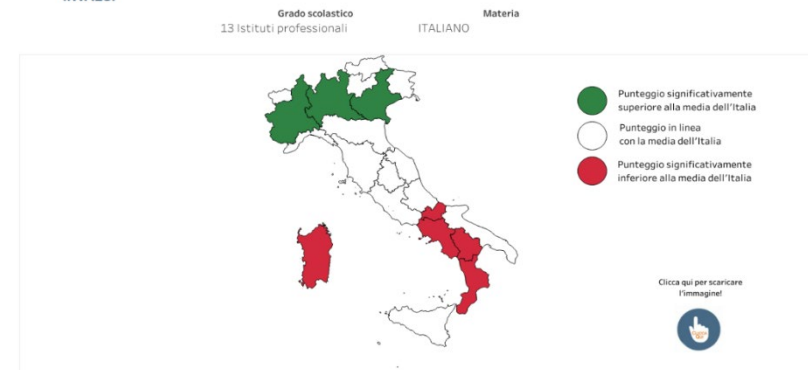 Grado scolastico
Materia
13 Istituti professionali
ITALIANO
Punteggio significativamente
superiore alla media dell'Italia
Punteggio in linea
con la media dell'Italia
Punteggio significativamente
inferiore alla media dell'Italia
Clicca qui per scaricare
l'immagine!